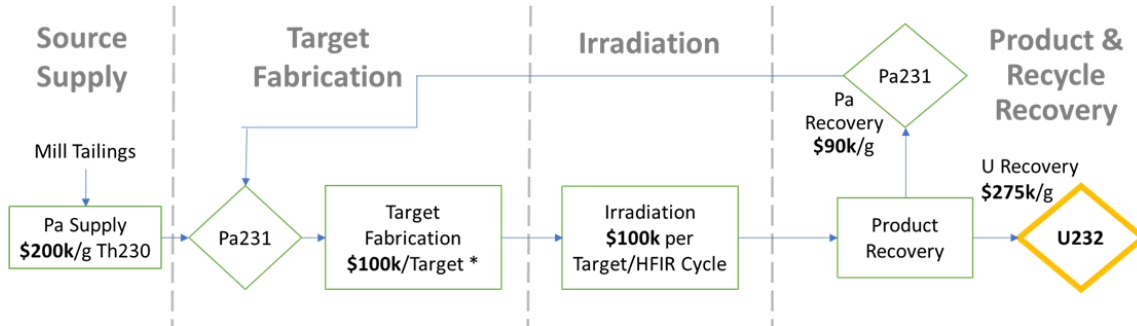 Source
Supply
Target
Fabrication
Irradiation
Product &
Recycle
Recovery
Mill Tailings
Pa Supply
$200k/g Th230
Pa231
Target
Fabrication
$100k/Target *
Irradiation
$100k per
Target/HFIR Cycle
Pa231
Pa
Recovery
$90k/g
Product
Recovery
U Recovery
$275k/g
U232